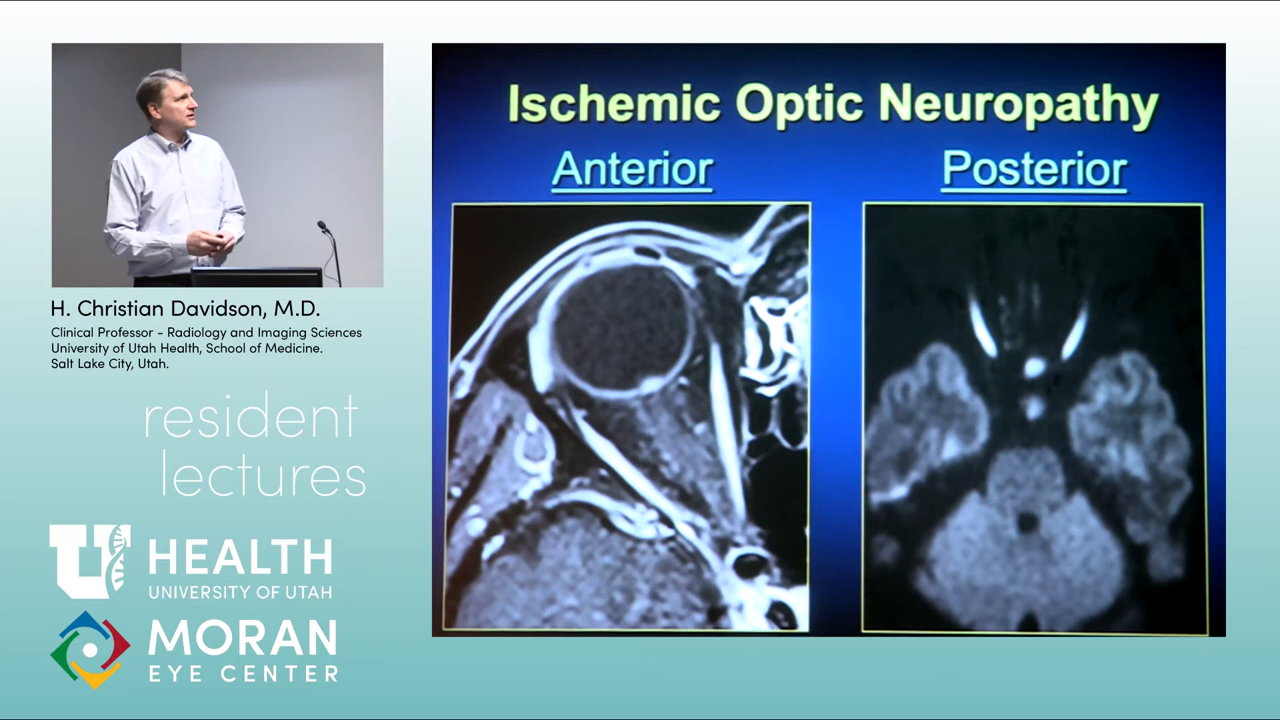 H. Christian Davidson, M.D.
Clinical Professor - Radiology and Imaging Sciences
University of Utah Health, School of Medicine.
Salt Lake City, Utah.
resident
lectures
U HEALTH
UNIVERSITY OF UTAH
MORAN
EYE CENTER
Ischemic Optic Neuropathy
Anterior
Posterior